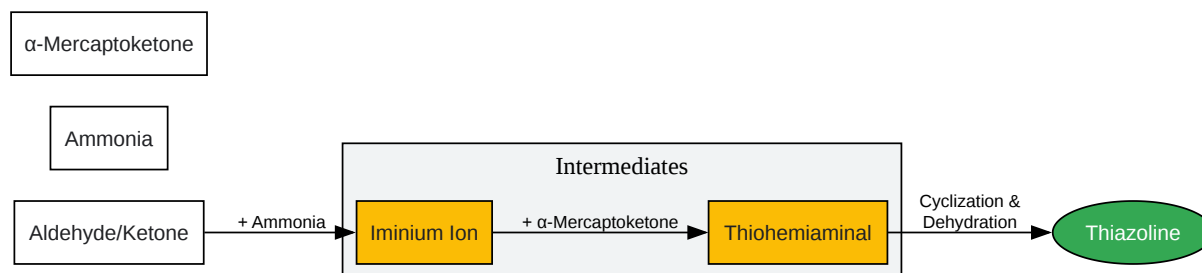 α-Mercaptoketone
Ammonia
Intermediates
Aldehyde/Ketone
+ Ammonia
Iminium Ion
+ α-Mercaptoketone
Thiohemiaminal
Cyclization &
Dehydration
Thiazoline